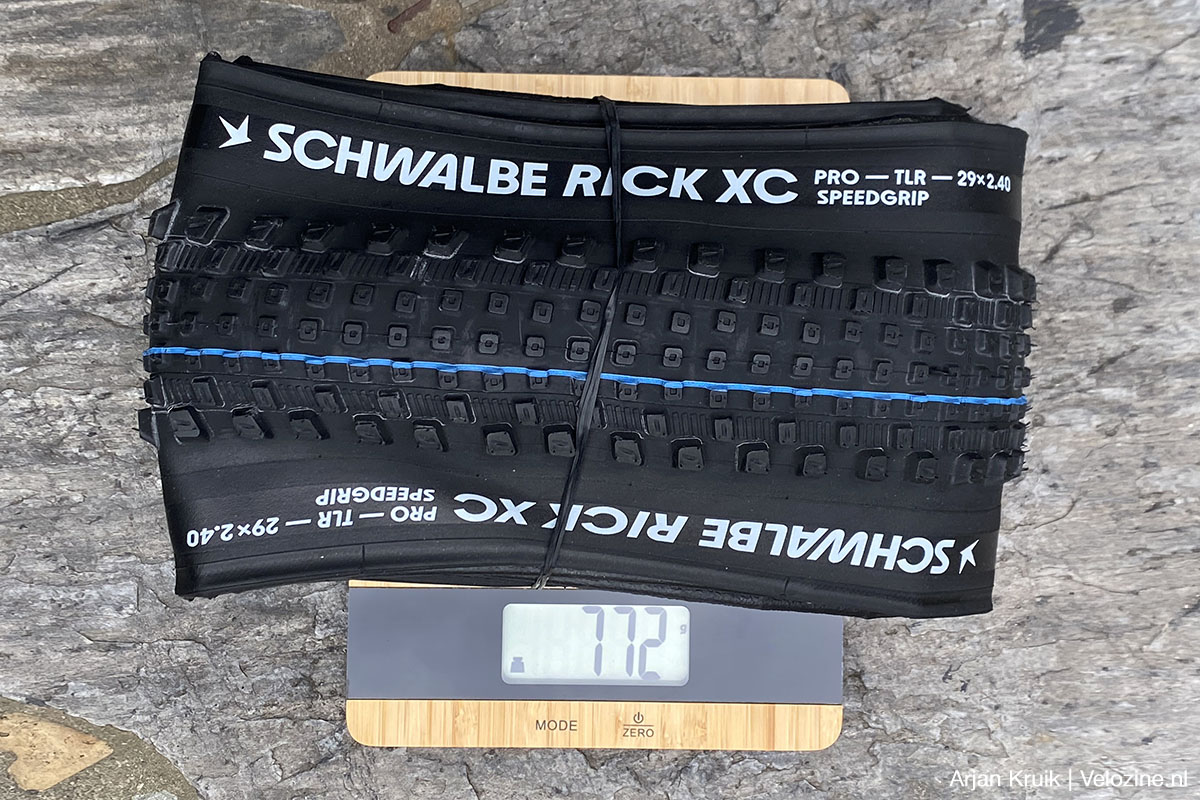 SCHWALBE RICK XC
PRO — TLR — 29×2.40
SPEEDGRIP
SCHWALBE RICK XC
PRO — TLR — 29×2.40
SPEEDGRIP
772 g
MODE
ZERO
Arjan Kruik | Velozine.nl